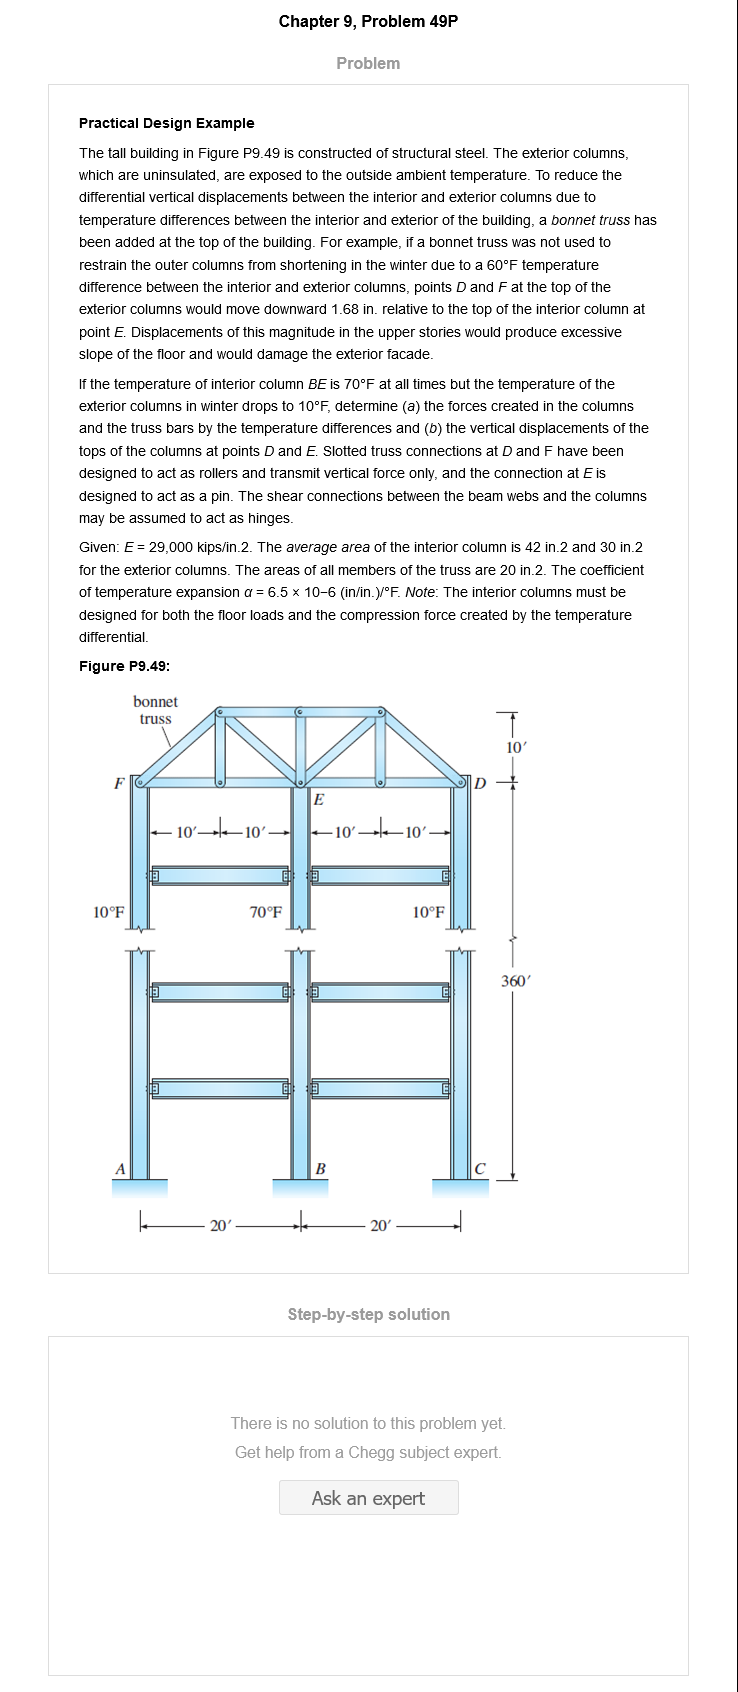 Chapter 9, Problem 49P
Problem
Practical Design Example
The tall building in Figure P9.49 is constructed of structural steel. The exterior columns,
which are uninsulated, are exposed to the outside ambient temperature. To reduce the
differential vertical displacements between the interior and exterior columns due to
temperature differences between the interior and exterior of the building, a bonnet truss has
been added at the top of the building. For example, if a bonnet truss was not used to
restrain the outer columns from shortening in the winter due to a 60°F temperature
difference between the interior and exterior columns, points D and F at the top of the
exterior columns would move downward 1.68 in. relative to the top of the interior column at
point E. Displacements of this magnitude in the upper stories would produce excessive
slope of the floor and would damage the exterior facade.
If the temperature of interior column BE is 70°F at all times but the temperature of the
exterior columns in winter drops to 10°F, determine (a) the forces created in the columns
and the truss bars by the temperature differences and (b) the vertical displacements of the
tops of the columns at points D and E. Slotted truss connections at D and F have been
designed to act as rollers and transmit vertical force only, and the connection at E is
designed to act as a pin. The shear connections between the beam webs and the columns
may be assumed to act as hinges.
Given: E = 29,000 kips/in.2. The average area of the interior column is 42 in.2 and 30 in.2
for the exterior columns. The areas of all members of the truss are 20 in.2. The coefficient
of temperature expansion α = 6.5 × 10−6 (in/in.)/°F. Note: The interior columns must be
designed for both the floor loads and the compression force created by the temperature
differential.
Figure P9.49:
bonnet
truss
10′
F
D
E
10′
10′
10′
10′
10°F
70°F
10°F
360′
A
B
C
20′
20′
Step-by-step solution
There is no solution to this problem yet.
Get help from a Chegg subject expert.
Ask an expert